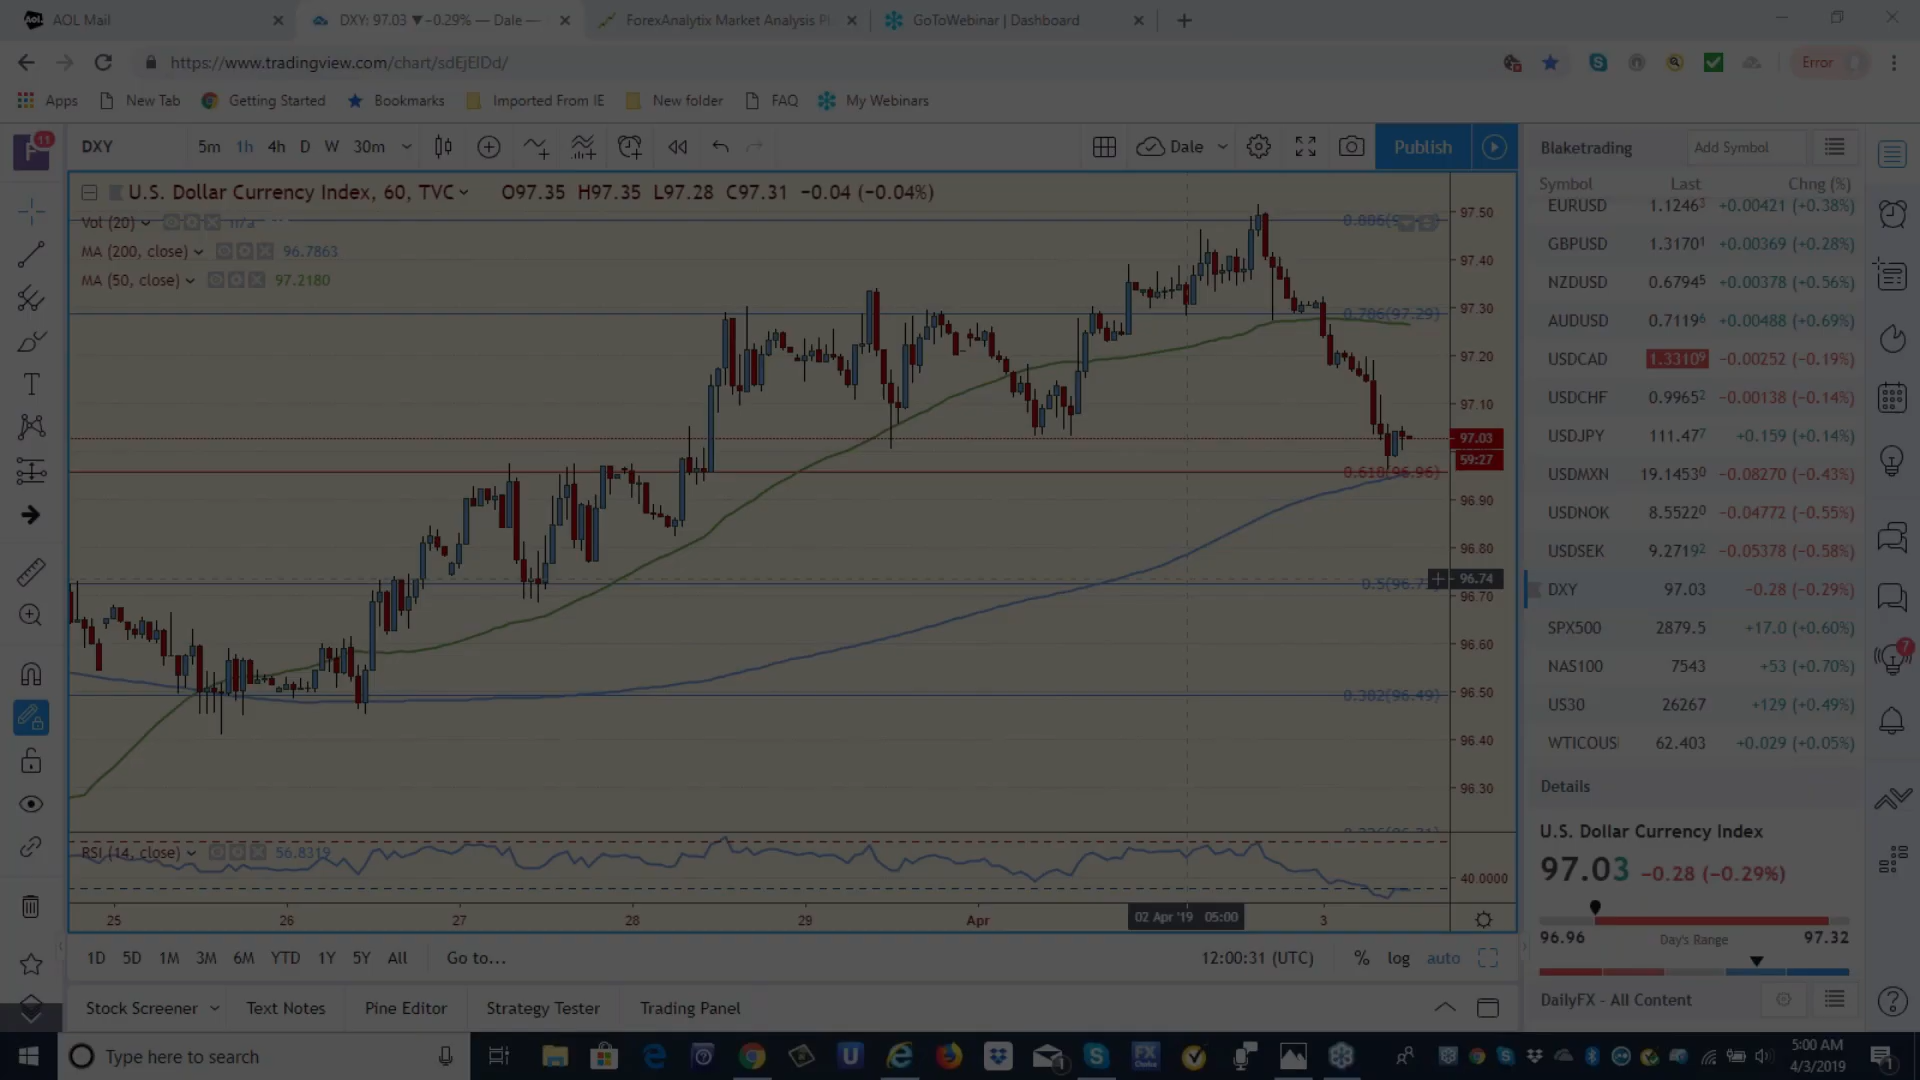 AOL Mail
DXY: 97.03 ▼ −0.29% — Dale —
ForexAnalytix Market Analysis Pl
GoToWebinar | Dashboard
https://www.tradingview.com/chart/sdEjElDd/
Error
Apps New Tab Getting Started Bookmarks Imported From IE New folder FAQ My Webinars
11
DXY 5m 1h 4h D W 30m Dale Publish
U.S. Dollar Currency Index, 60, TVC O97.35 H97.35 L97.28 C97.31 −0.04 (−0.04%)
Vol (20) n/a
MA (200, close) 96.7863
MA (50, close) 97.2180
0.786(97.29)
0.618(96.96)
0.382(96.49)
97.50
97.40
97.30
97.20
97.10
97.03
59:27
96.90
96.80
96.74
96.70
96.60
96.50
96.40
96.30
RSI (14, close) 56.8319
40.0000
25 26 27 28 29 Apr 02 Apr '19 05:00 3
1D 5D 1M 3M 6M YTD 1Y 5Y All Go to... 12:00:31 (UTC) % log auto
Stock Screener Text Notes Pine Editor Strategy Tester Trading Panel
Blaketrading Add Symbol
Symbol Last Chng (%)
EURUSD 1.1246³ +0.00421 (+0.38%)
GBPUSD 1.3170¹ +0.00369 (+0.28%)
NZDUSD 0.6794⁵ +0.00378 (+0.56%)
AUDUSD 0.7119⁶ +0.00488 (+0.69%)
USDCAD 1.3310⁹ −0.00252 (−0.19%)
USDCHF 0.9965² −0.00138 (−0.14%)
USDJPY 111.47⁷ +0.159 (+0.14%)
USDMXN 19.1453⁰ −0.08270 (−0.43%)
USDNOK 8.5522⁰ −0.04772 (−0.55%)
USDSEK 9.2719² −0.05378 (−0.58%)
DXY 97.03 −0.28 (−0.29%)
SPX500 2879.5 +17.0 (+0.60%)
NAS100 7543 +53 (+0.70%)
US30 26267 +129 (+0.49%)
WTICOUS 62.403 +0.029 (+0.05%)
7
Details
U.S. Dollar Currency Index
97.03 −0.28 (−0.29%)
96.96 Day's Range 97.32
DailyFX - All Content
Type here to search
5:00 AM
4/3/2019